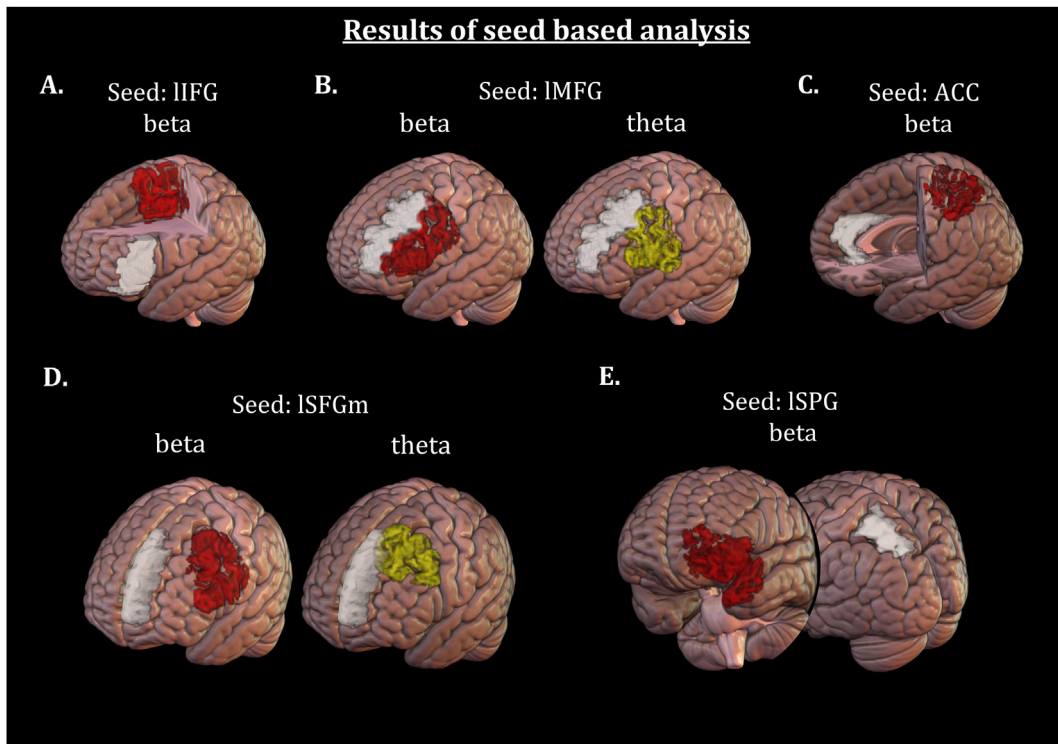 Results of seed based analysis
A.
Seed: lIFG
beta
B.
Seed: lMFG
beta
theta
C.
Seed: ACC
beta
D.
Seed: lSFGm
beta
theta
E.
Seed: lSPG
beta